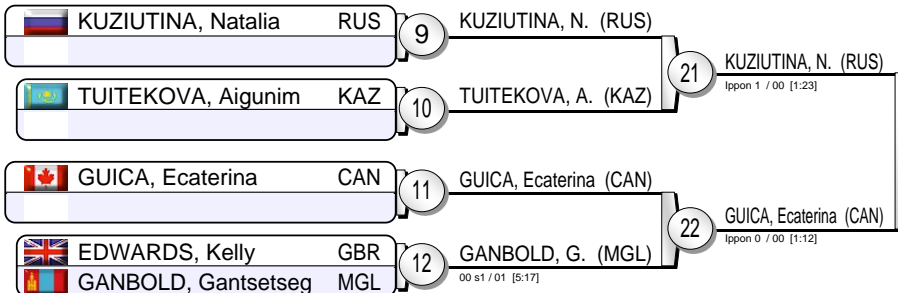 KUZIUTINA, Natalia RUS
9
KUZIUTINA, N. (RUS)
21
KUZIUTINA, N. (RUS)
Ippon 1 / 00 [1:23]
TUITEKOVA, Aigunim KAZ
10
TUITEKOVA, A. (KAZ)
GUICA, Ecaterina CAN
11
GUICA, Ecaterina (CAN)
22
GUICA, Ecaterina (CAN)
Ippon 0 / 00 [1:12]
EDWARDS, Kelly GBR
12
GANBOLD, G. (MGL)
00 s1 / 01 [5:17]
GANBOLD, Gantsetseg MGL